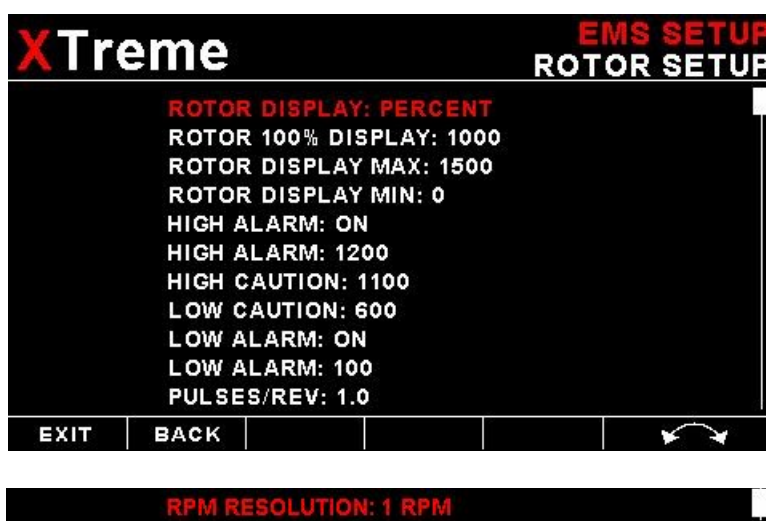 XTreme
EMS SETUP
ROTOR SETUP
ROTOR DISPLAY: PERCENT
ROTOR 100% DISPLAY: 1000
ROTOR DISPLAY MAX: 1500
ROTOR DISPLAY MIN: 0
HIGH ALARM: ON
HIGH ALARM: 1200
HIGH CAUTION: 1100
LOW CAUTION: 600
LOW ALARM: ON
LOW ALARM: 100
PULSES/REV: 1.0
EXIT BACK
RPM RESOLUTION: 1 RPM